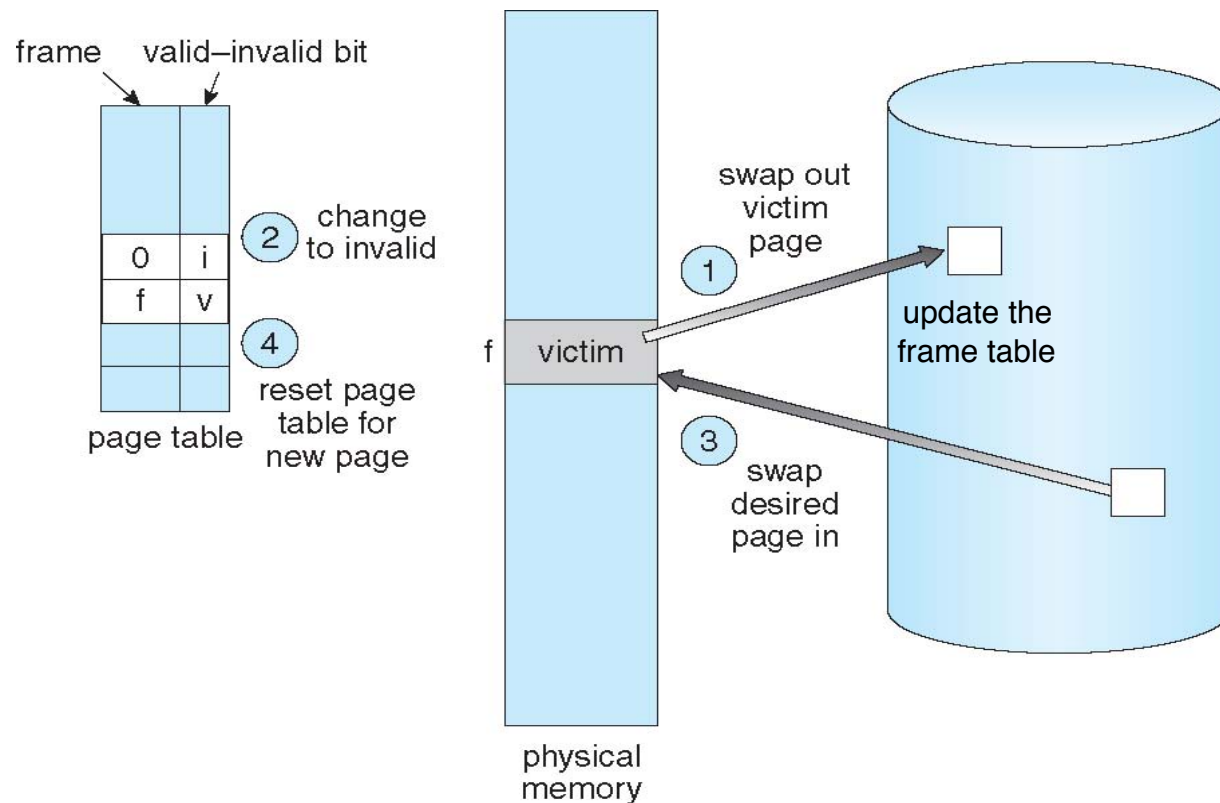 frame
valid–invalid bit
0
i
f
v
page table
2
change
to invalid
4
reset page
table for
new page
f
victim
physical
memory
swap out
victim
page
1
update the
frame table
3
swap
desired
page in